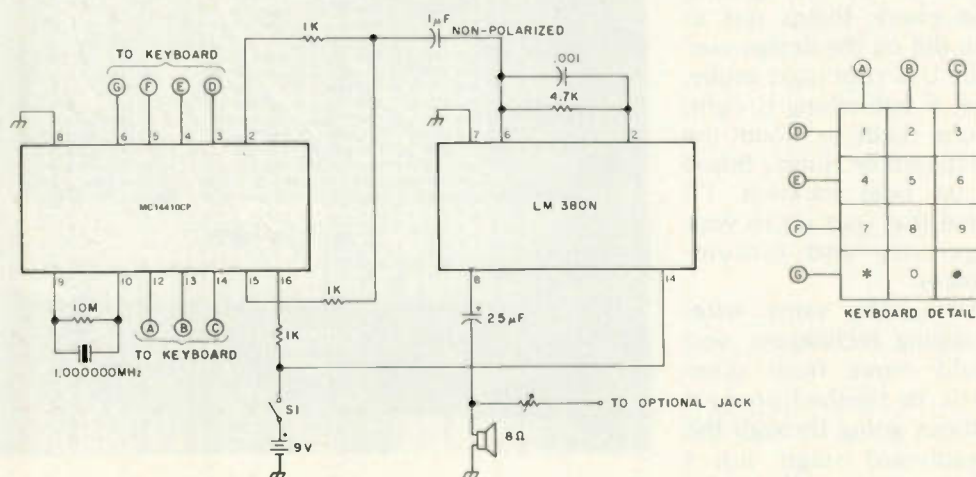 1µF
1K
NON-POLARIZED
TO KEYBOARD
.001
G F E D
4.7K
8 6 5 4 3 2
7 6 2
MC14410CP
LM 380N
9 10 12 13 14 15 16
8 14
10M
A B C
1K
TO KEYBOARD
1K
25µF
1,000000MHz
S1
TO OPTIONAL JACK
9V
8Ω
A B C
D 1 2 3
E 4 5 6
F 7 8 9
G * 0
KEYBOARD DETAIL